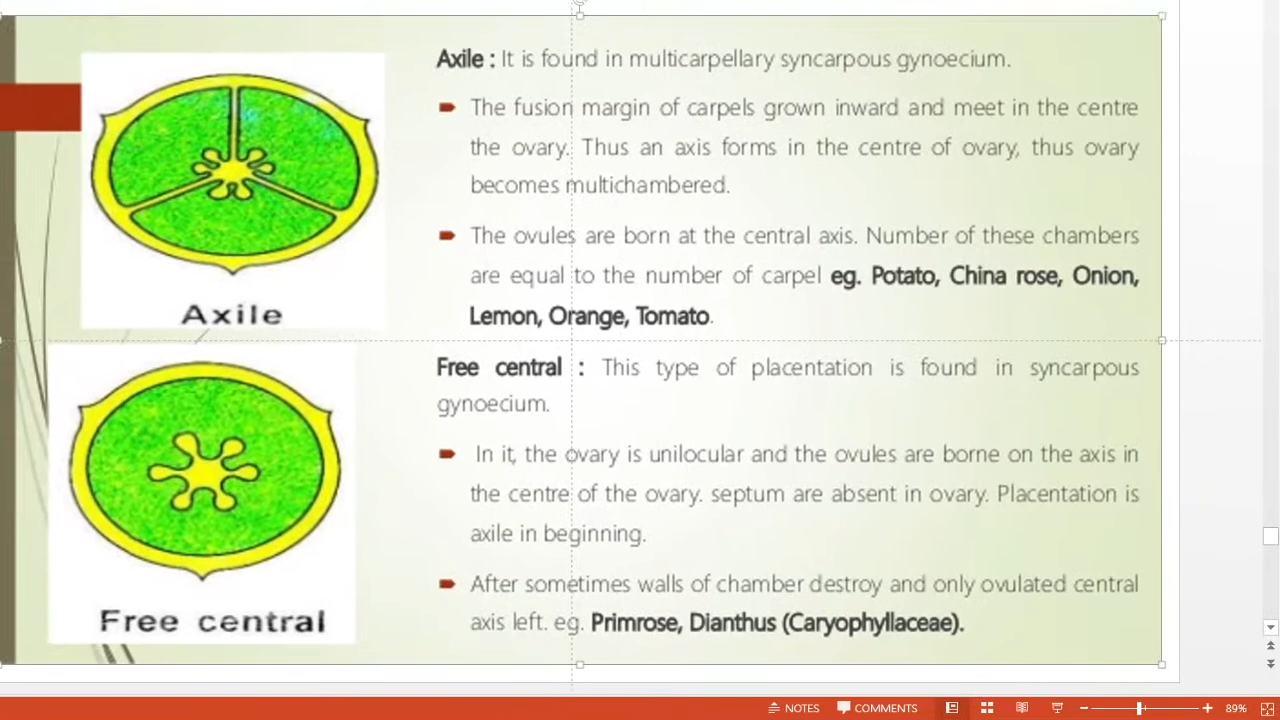 Axile : It is found in multicarpellary syncarpous gynoecium.
The fusion margin of carpels grown inward and meet in the centre
the ovary. Thus an axis forms in the centre of ovary, thus ovary
becomes multichambered.
The ovules are born at the central axis. Number of these chambers
are equal to the number of carpel eg. Potato, China rose, Onion,
Lemon, Orange, Tomato.
Axile
Free central : This type of placentation is found in syncarpous
gynoecium.
In it, the ovary is unilocular and the ovules are borne on the axis in
the centre of the ovary. septum are absent in ovary. Placentation is
axile in beginning.
After sometimes walls of chamber destroy and only ovulated central
axis left. eg. Primrose, Dianthus (Caryophyllaceae).
Free central
NOTES COMMENTS 89%